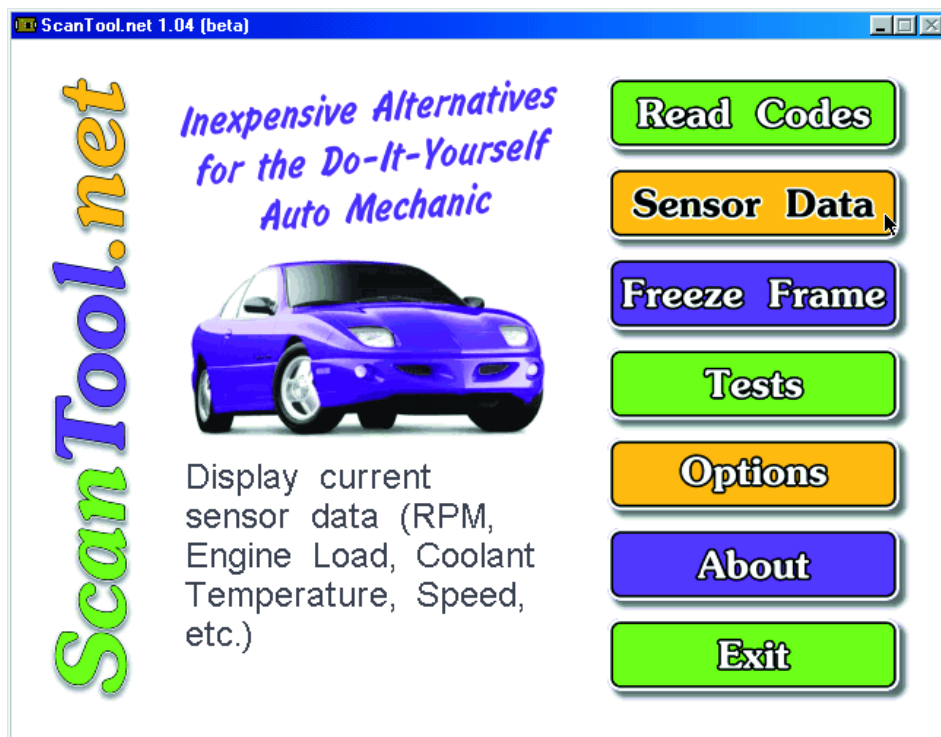 ScanTool.net 1.04 (beta)
ScanTool.net
Inexpensive Alternatives
for the Do-It-Yourself
Auto Mechanic
Display current
sensor data (RPM,
Engine Load, Coolant
Temperature, Speed,
etc.)
Read Codes
Sensor Data
Freeze Frame
Tests
Options
About
Exit